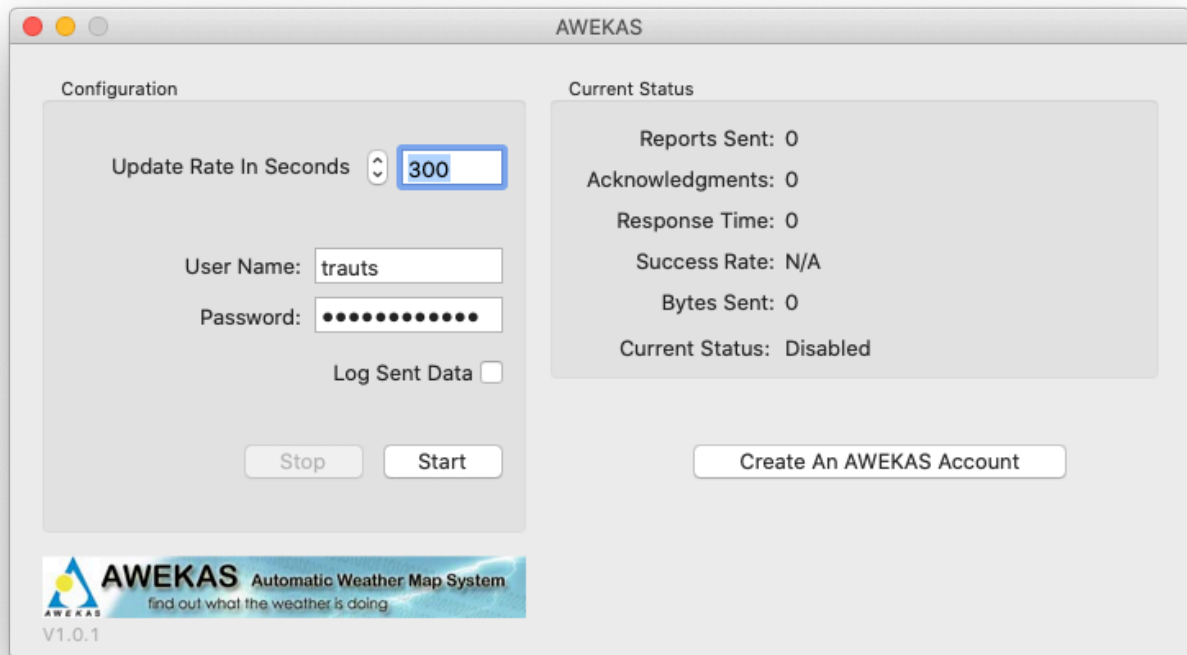 AWEKAS
Configuration
Update Rate In Seconds 300
User Name: trauts
Password: ••••••••••••
Log Sent Data
Stop Start
AWEKAS Automatic Weather Map System
find out what the weather is doing
AWEKAS
V1.0.1
Current Status
Reports Sent: 0
Acknowledgments: 0
Response Time: 0
Success Rate: N/A
Bytes Sent: 0
Current Status: Disabled
Create An AWEKAS Account